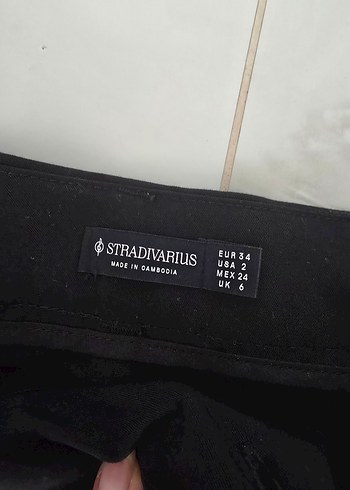 STRADIVARIUS
MADE IN CAMBODIA
EUR 34
USA 2
MEX 24
UK 6